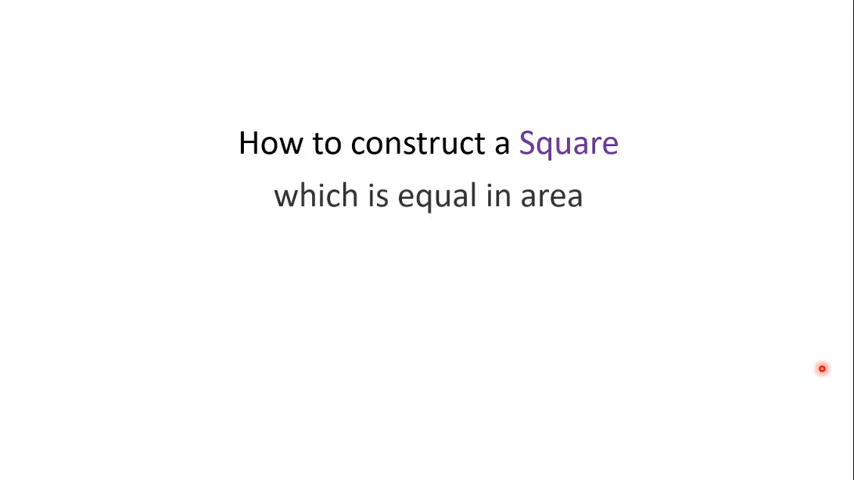 How to construct a Square
which is equal in area